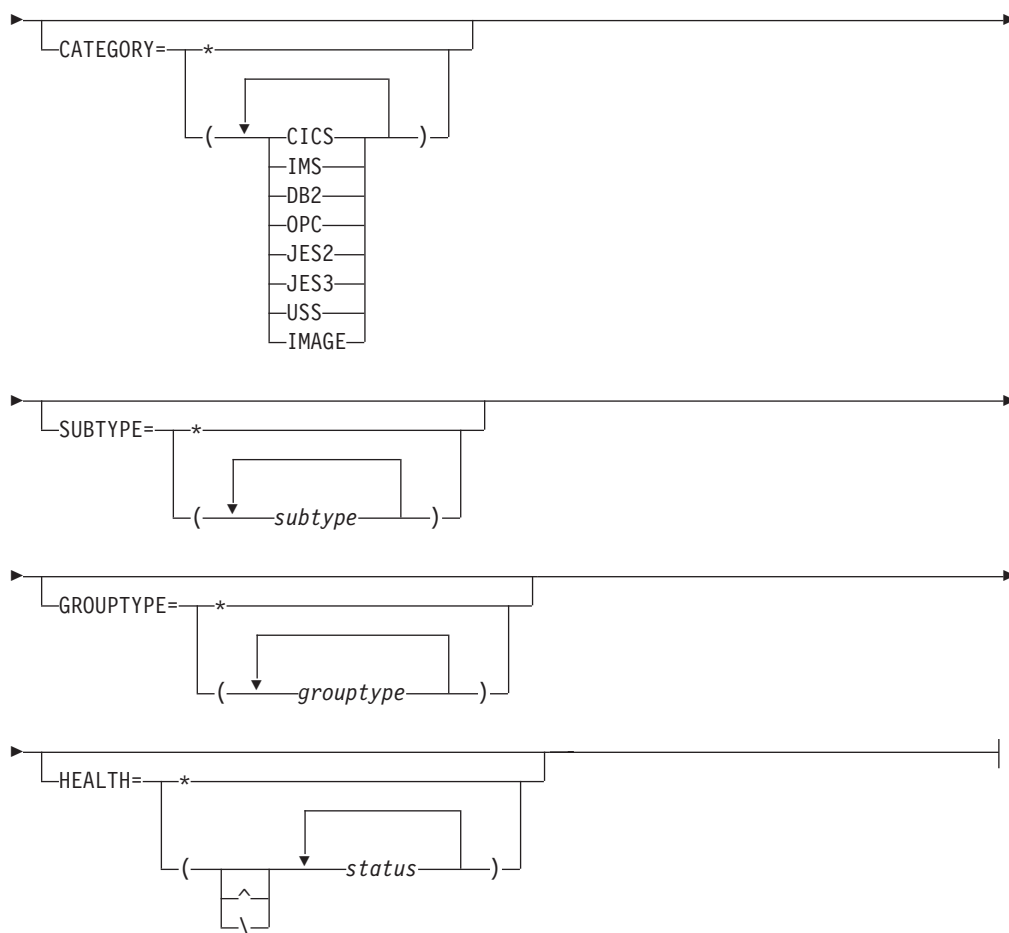 CATEGORY= *
( CICS )
IMS
DB2
OPC
JES2
JES3
USS
IMAGE
SUBTYPE= *
( subtype )
GROUPTYPE= *
( grouptype )
HEALTH= *
( status )
^
\